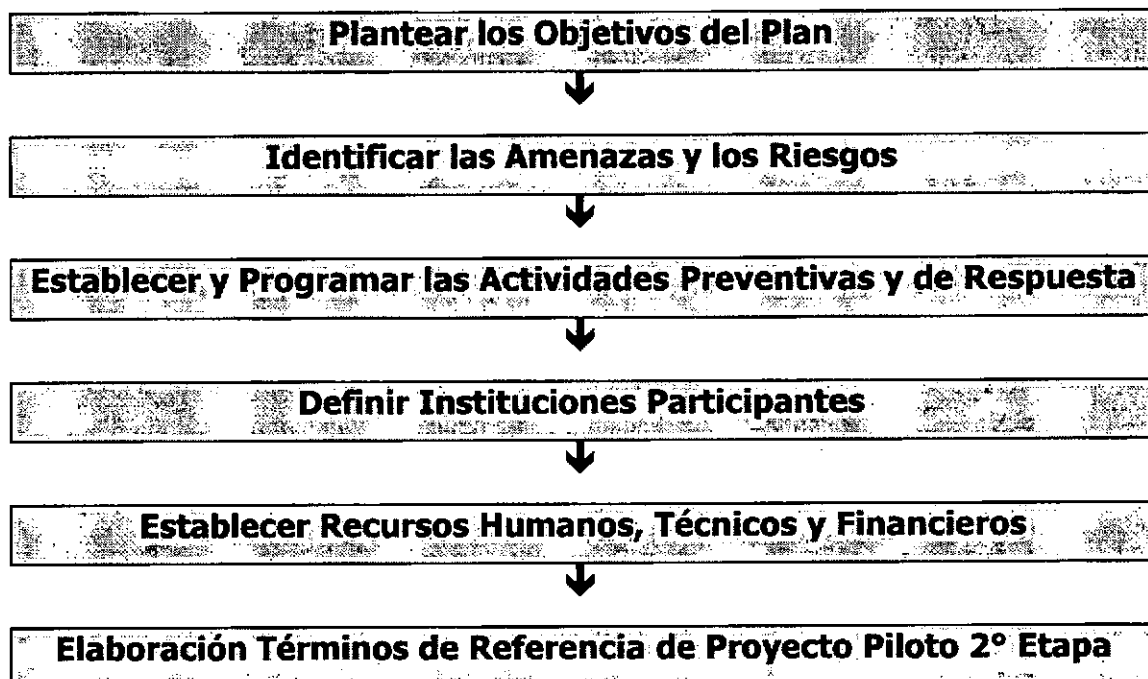 Plantear los Objetivos del Plan
Identificar las Amenazas y los Riesgos
Establecer y Programar las Actividades Preventivas y de Respuesta
Definir Instituciones Participantes
Establecer Recursos Humanos, Técnicos y Financieros
Elaboración Términos de Referencia de Proyecto Piloto 2° Etapa